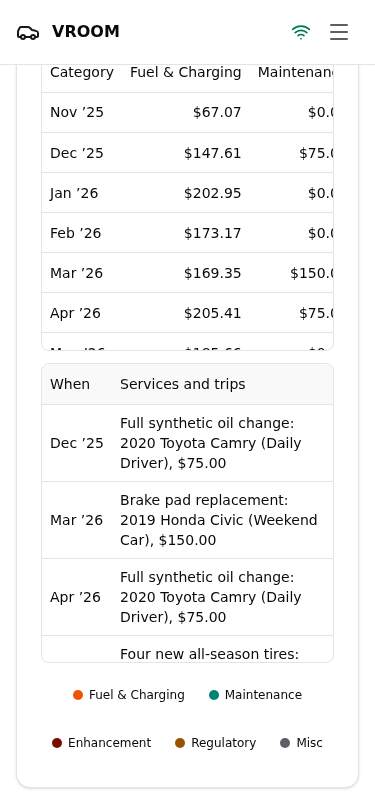 VROOM
Category Fuel & Charging
Nov ’25 $67.07
Dec ’25 $147.61
Jan ’26 $202.95
Feb ’26 $173.17
Mar ’26 $169.35
Apr ’26 $205.41
When Services and trips
Full synthetic oil change:
Dec ’25 2020 Toyota Camry (Daily
Driver), $75.00
Brake pad replacement:
Mar ’26 2019 Honda Civic (Weekend
Car), $150.00
Full synthetic oil change:
Apr ’26 2020 Toyota Camry (Daily
Driver), $75.00
Four new all-season tires:
Fuel & Charging Maintenance
Enhancement Regulatory Misc